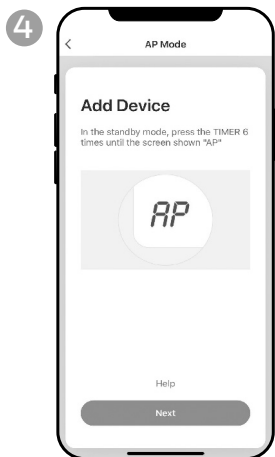 4
AP Mode
Add Device
In the standby mode, press the TIMER 6
times until the screen shown "AP"
AP
Help
Next